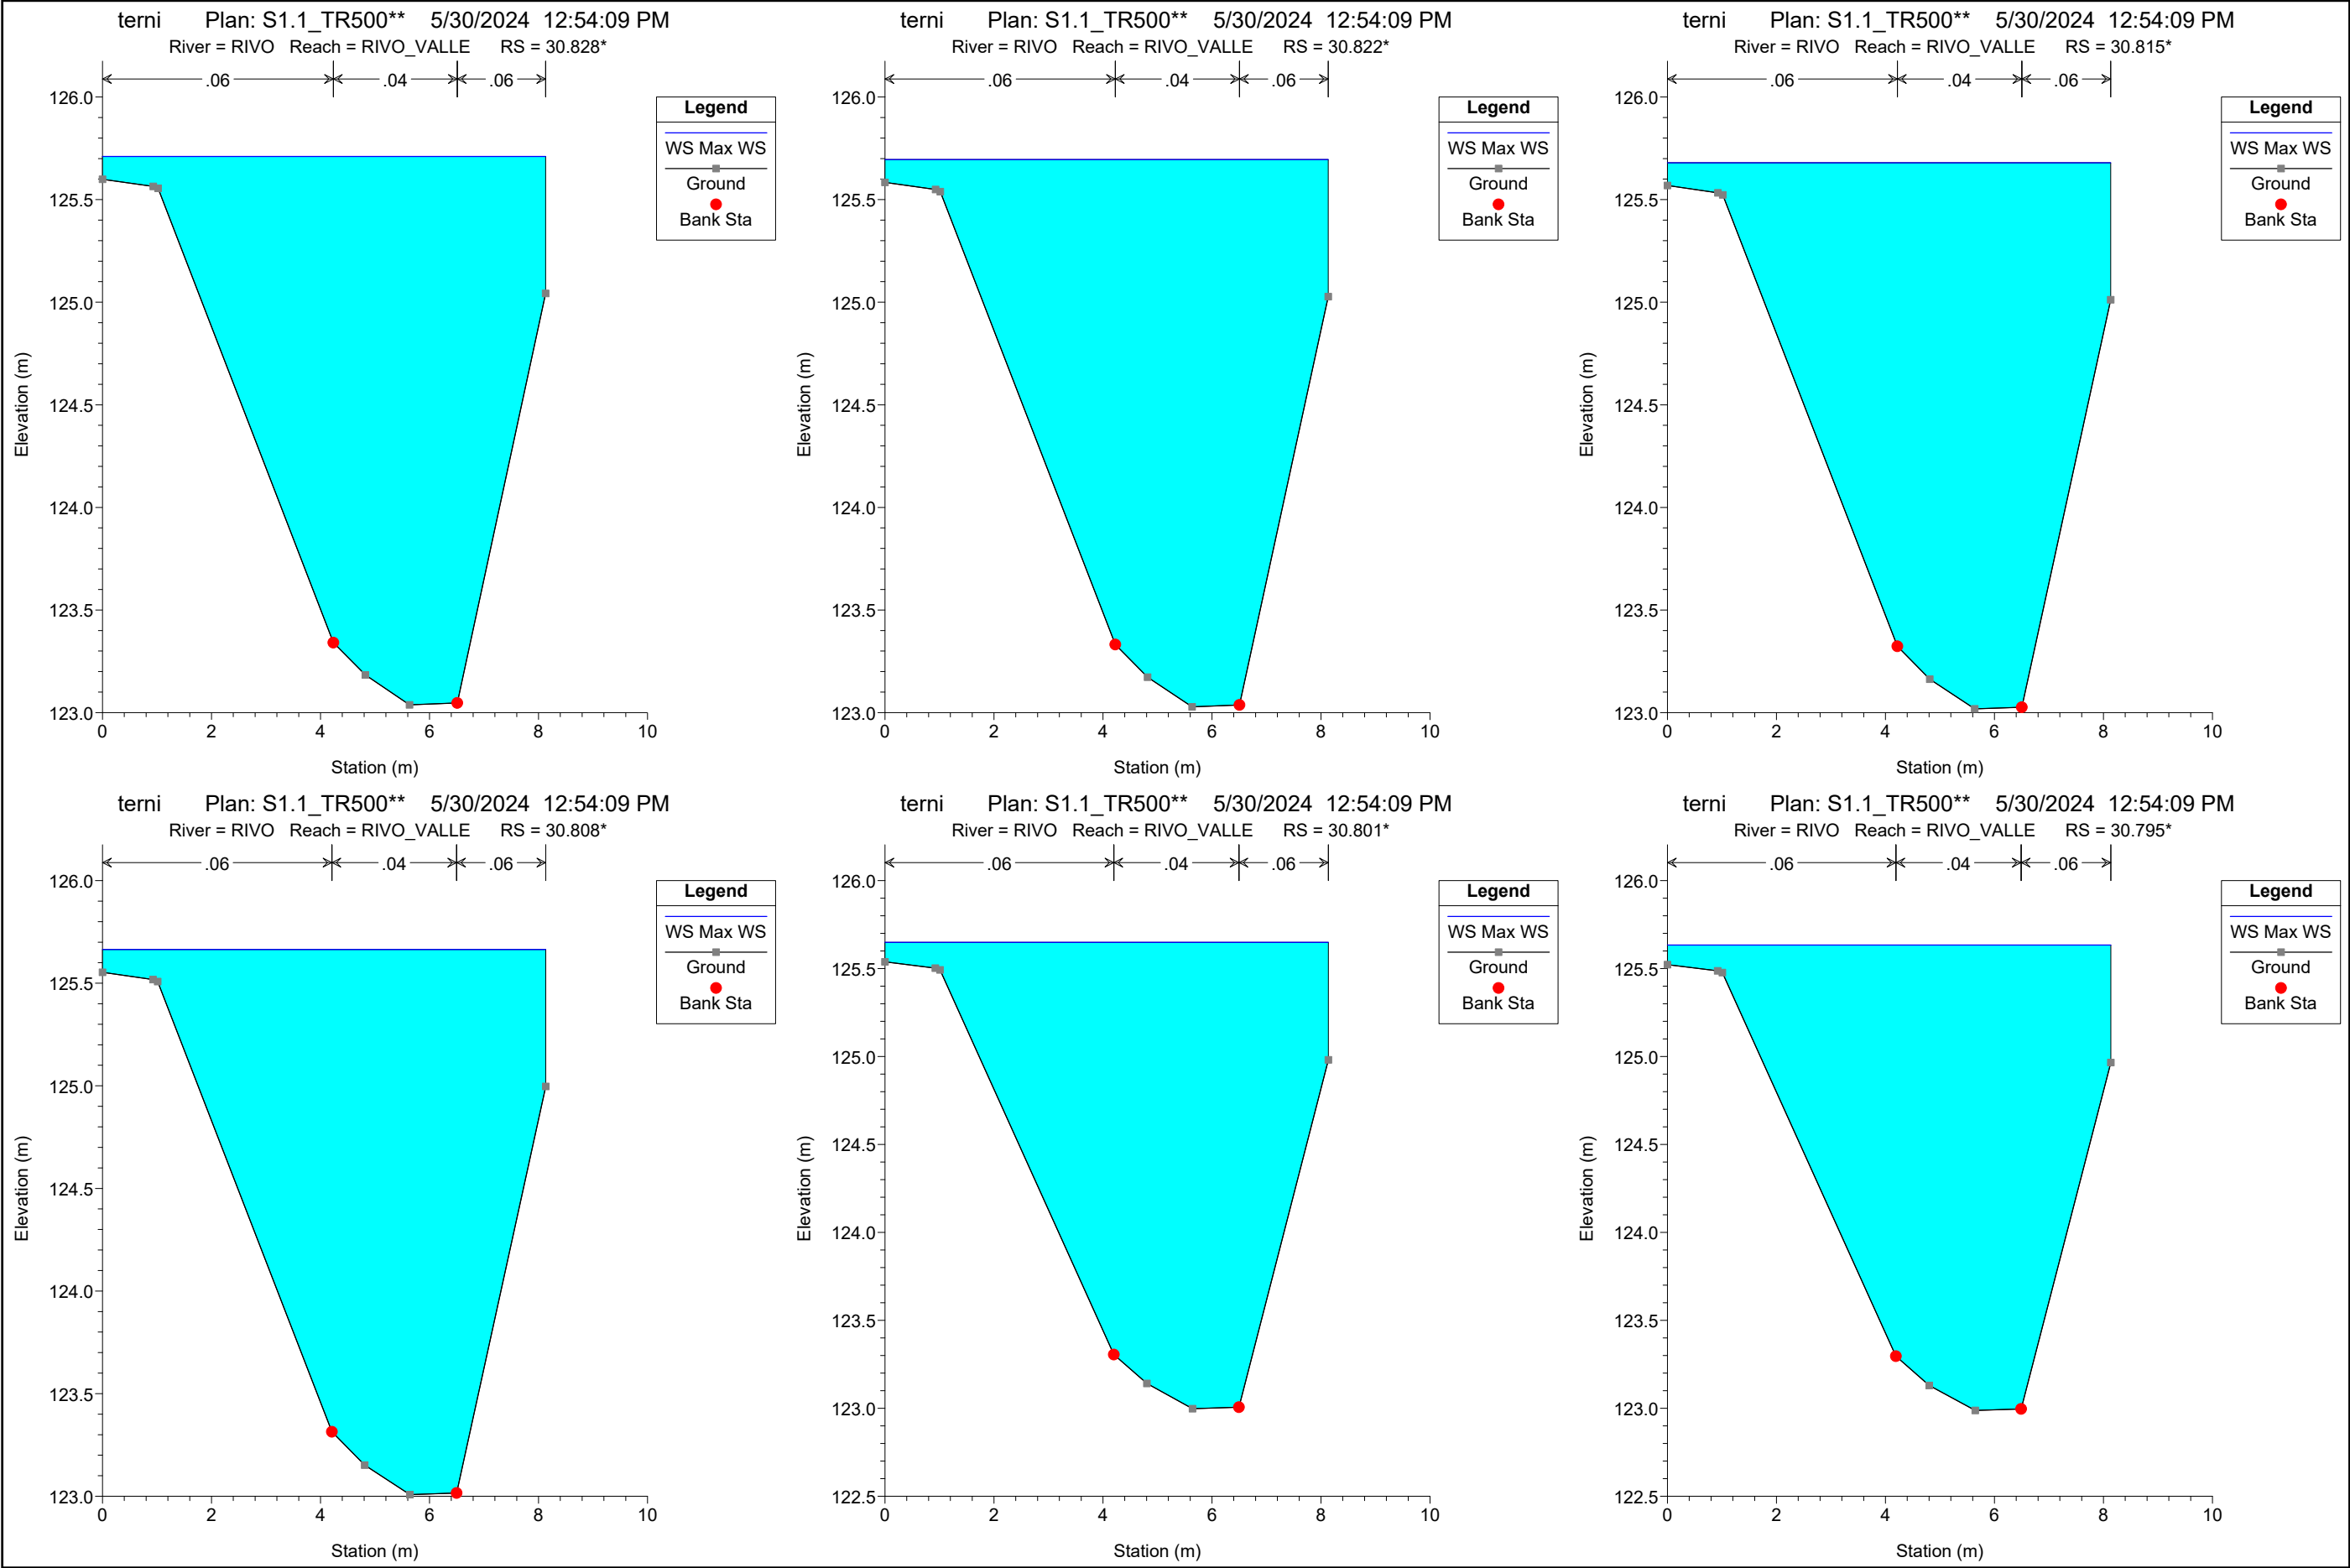 terni Plan: S1.1_TR500** 5/30/2024 12:54:09 PM
River = RIVO Reach = RIVO_VALLE RS = 30.828*
.06 .04 .06
126.0
125.5
125.0
124.5
124.0
123.5
123.0
0 2 4 6 8 10
Station (m)
Elevation (m)
Legend
WS Max WS
Ground
Bank Sta
terni Plan: S1.1_TR500** 5/30/2024 12:54:09 PM
River = RIVO Reach = RIVO_VALLE RS = 30.822*
.06 .04 .06
126.0
125.5
125.0
124.5
124.0
123.5
123.0
0 2 4 6 8 10
Station (m)
Elevation (m)
Legend
WS Max WS
Ground
Bank Sta
terni Plan: S1.1_TR500** 5/30/2024 12:54:09 PM
River = RIVO Reach = RIVO_VALLE RS = 30.815*
.06 .04 .06
126.0
125.5
125.0
124.5
124.0
123.5
123.0
0 2 4 6 8 10
Station (m)
Elevation (m)
Legend
WS Max WS
Ground
Bank Sta
terni Plan: S1.1_TR500** 5/30/2024 12:54:09 PM
River = RIVO Reach = RIVO_VALLE RS = 30.808*
.06 .04 .06
126.0
125.5
125.0
124.5
124.0
123.5
123.0
0 2 4 6 8 10
Station (m)
Elevation (m)
Legend
WS Max WS
Ground
Bank Sta
terni Plan: S1.1_TR500** 5/30/2024 12:54:09 PM
River = RIVO Reach = RIVO_VALLE RS = 30.801*
.06 .04 .06
126.0
125.5
125.0
124.5
124.0
123.5
123.0
122.5
0 2 4 6 8 10
Station (m)
Elevation (m)
Legend
WS Max WS
Ground
Bank Sta
terni Plan: S1.1_TR500** 5/30/2024 12:54:09 PM
River = RIVO Reach = RIVO_VALLE RS = 30.795*
.06 .04 .06
126.0
125.5
125.0
124.5
124.0
123.5
123.0
122.5
0 2 4 6 8 10
Station (m)
Elevation (m)
Legend
WS Max WS
Ground
Bank Sta